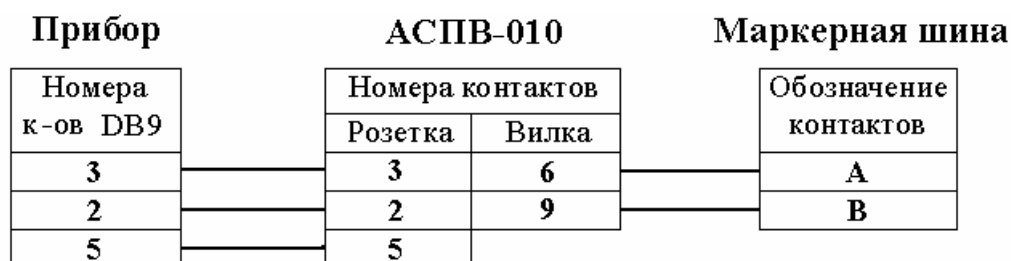 Прибор АСПВ-010 Маркерная шина
Номера Номера контактов Обозначение
к-ов DB9 Розетка Вилка контактов
3 3 6 А
2 2 9 В
5 5